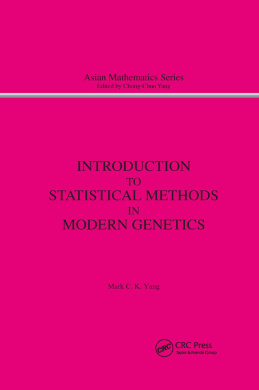 Asian Mathematics Series
Edited by Chung-Chun Yang
INTRODUCTION
TO
STATISTICAL METHODS
IN
MODERN GENETICS
Mark C. K. Yang
CRC
CRC Press
Taylor & Francis Group